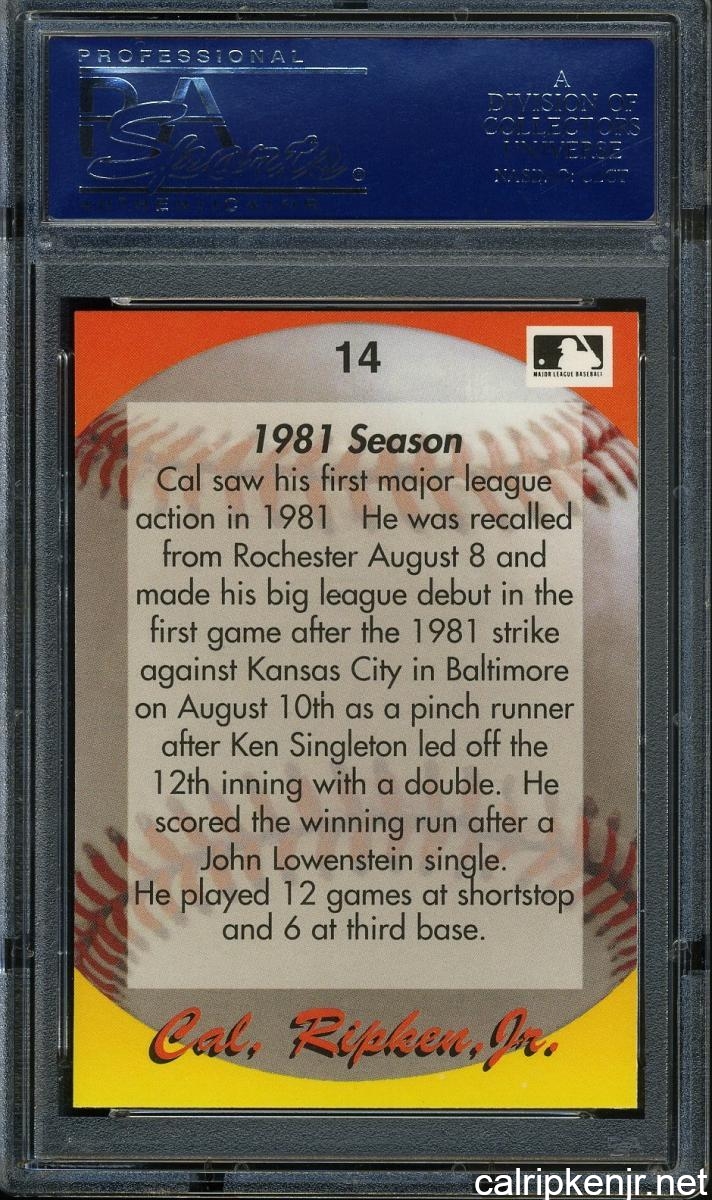 PROFESSIONAL
PSA
Sports
AUTHENTICATOR
A
DIVISION OF
COLLECTORS
UNIVERSE
14
MAJOR LEAGUE BASEBALL
1981 Season
Cal saw his first major league
action in 1981 He was recalled
from Rochester August 8 and
made his big league debut in the
first game after the 1981 strike
against Kansas City in Baltimore
on August 10th as a pinch runner
after Ken Singleton led off the
12th inning with a double. He
scored the winning run after a
John Lowenstein single.
He played 12 games at shortstop
and 6 at third base.
Cal, Ripken, Jr.
calripkenjr.net